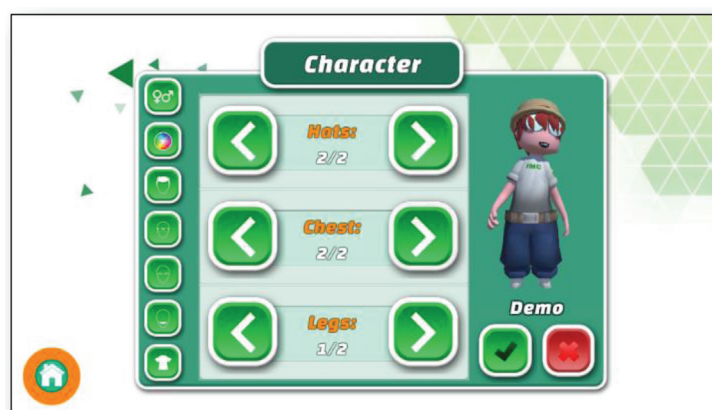 Character
Hats:
2/2
Chest:
2/2
Legs:
1/2
Demo